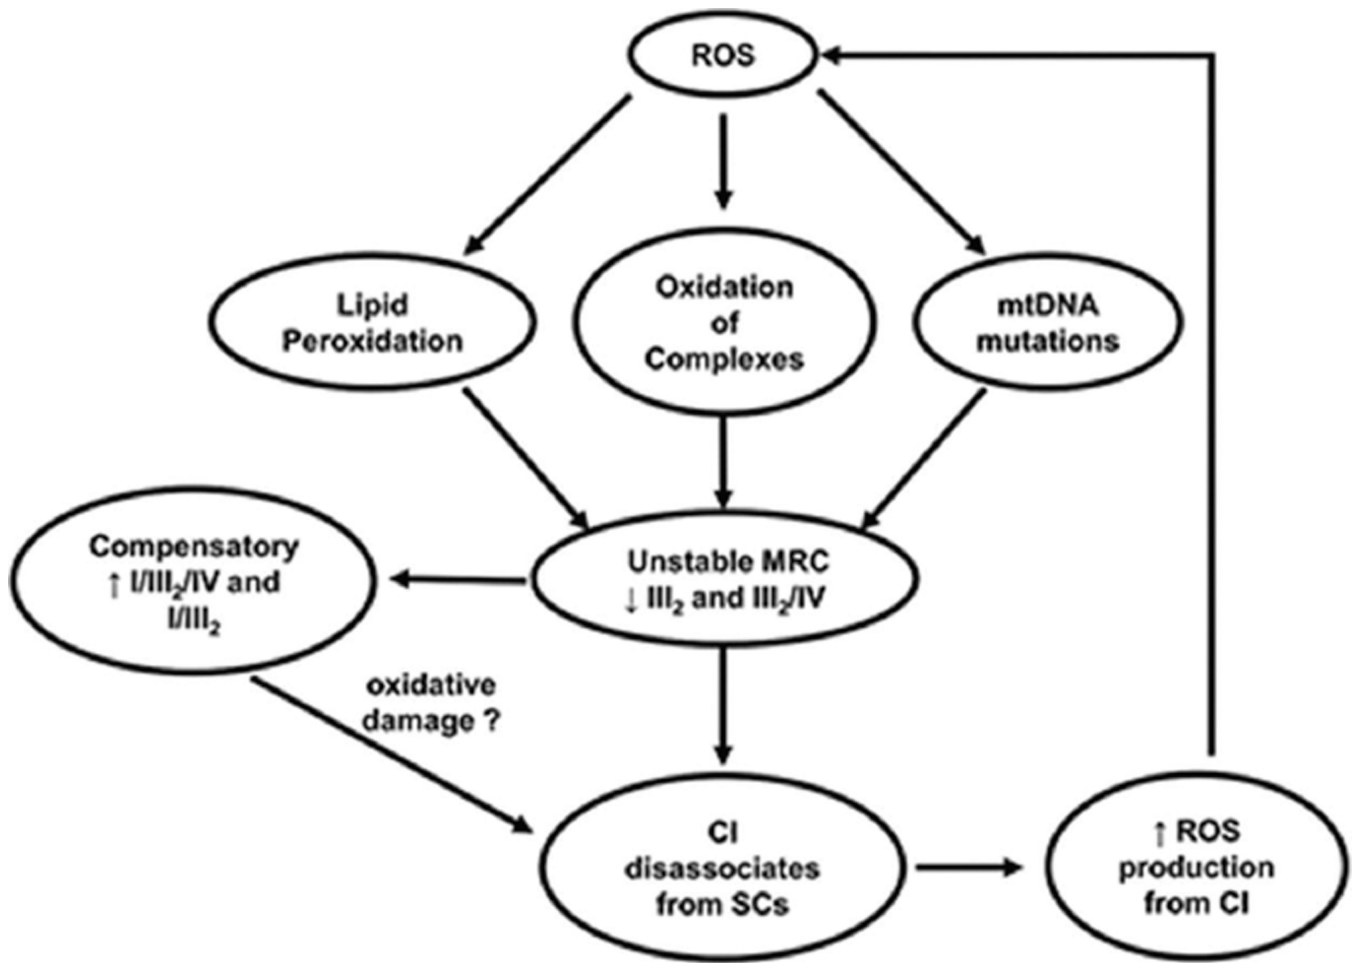 ROS
Lipid
Peroxidation
Oxidation
of
Complexes
mtDNA
mutations
Compensatory
↑ I/III₂/IV and
I/III₂
Unstable MRC
↓ III₂ and III₂/IV
oxidative
damage ?
CI
disassociates
from SCs
↑ ROS
production
from CI